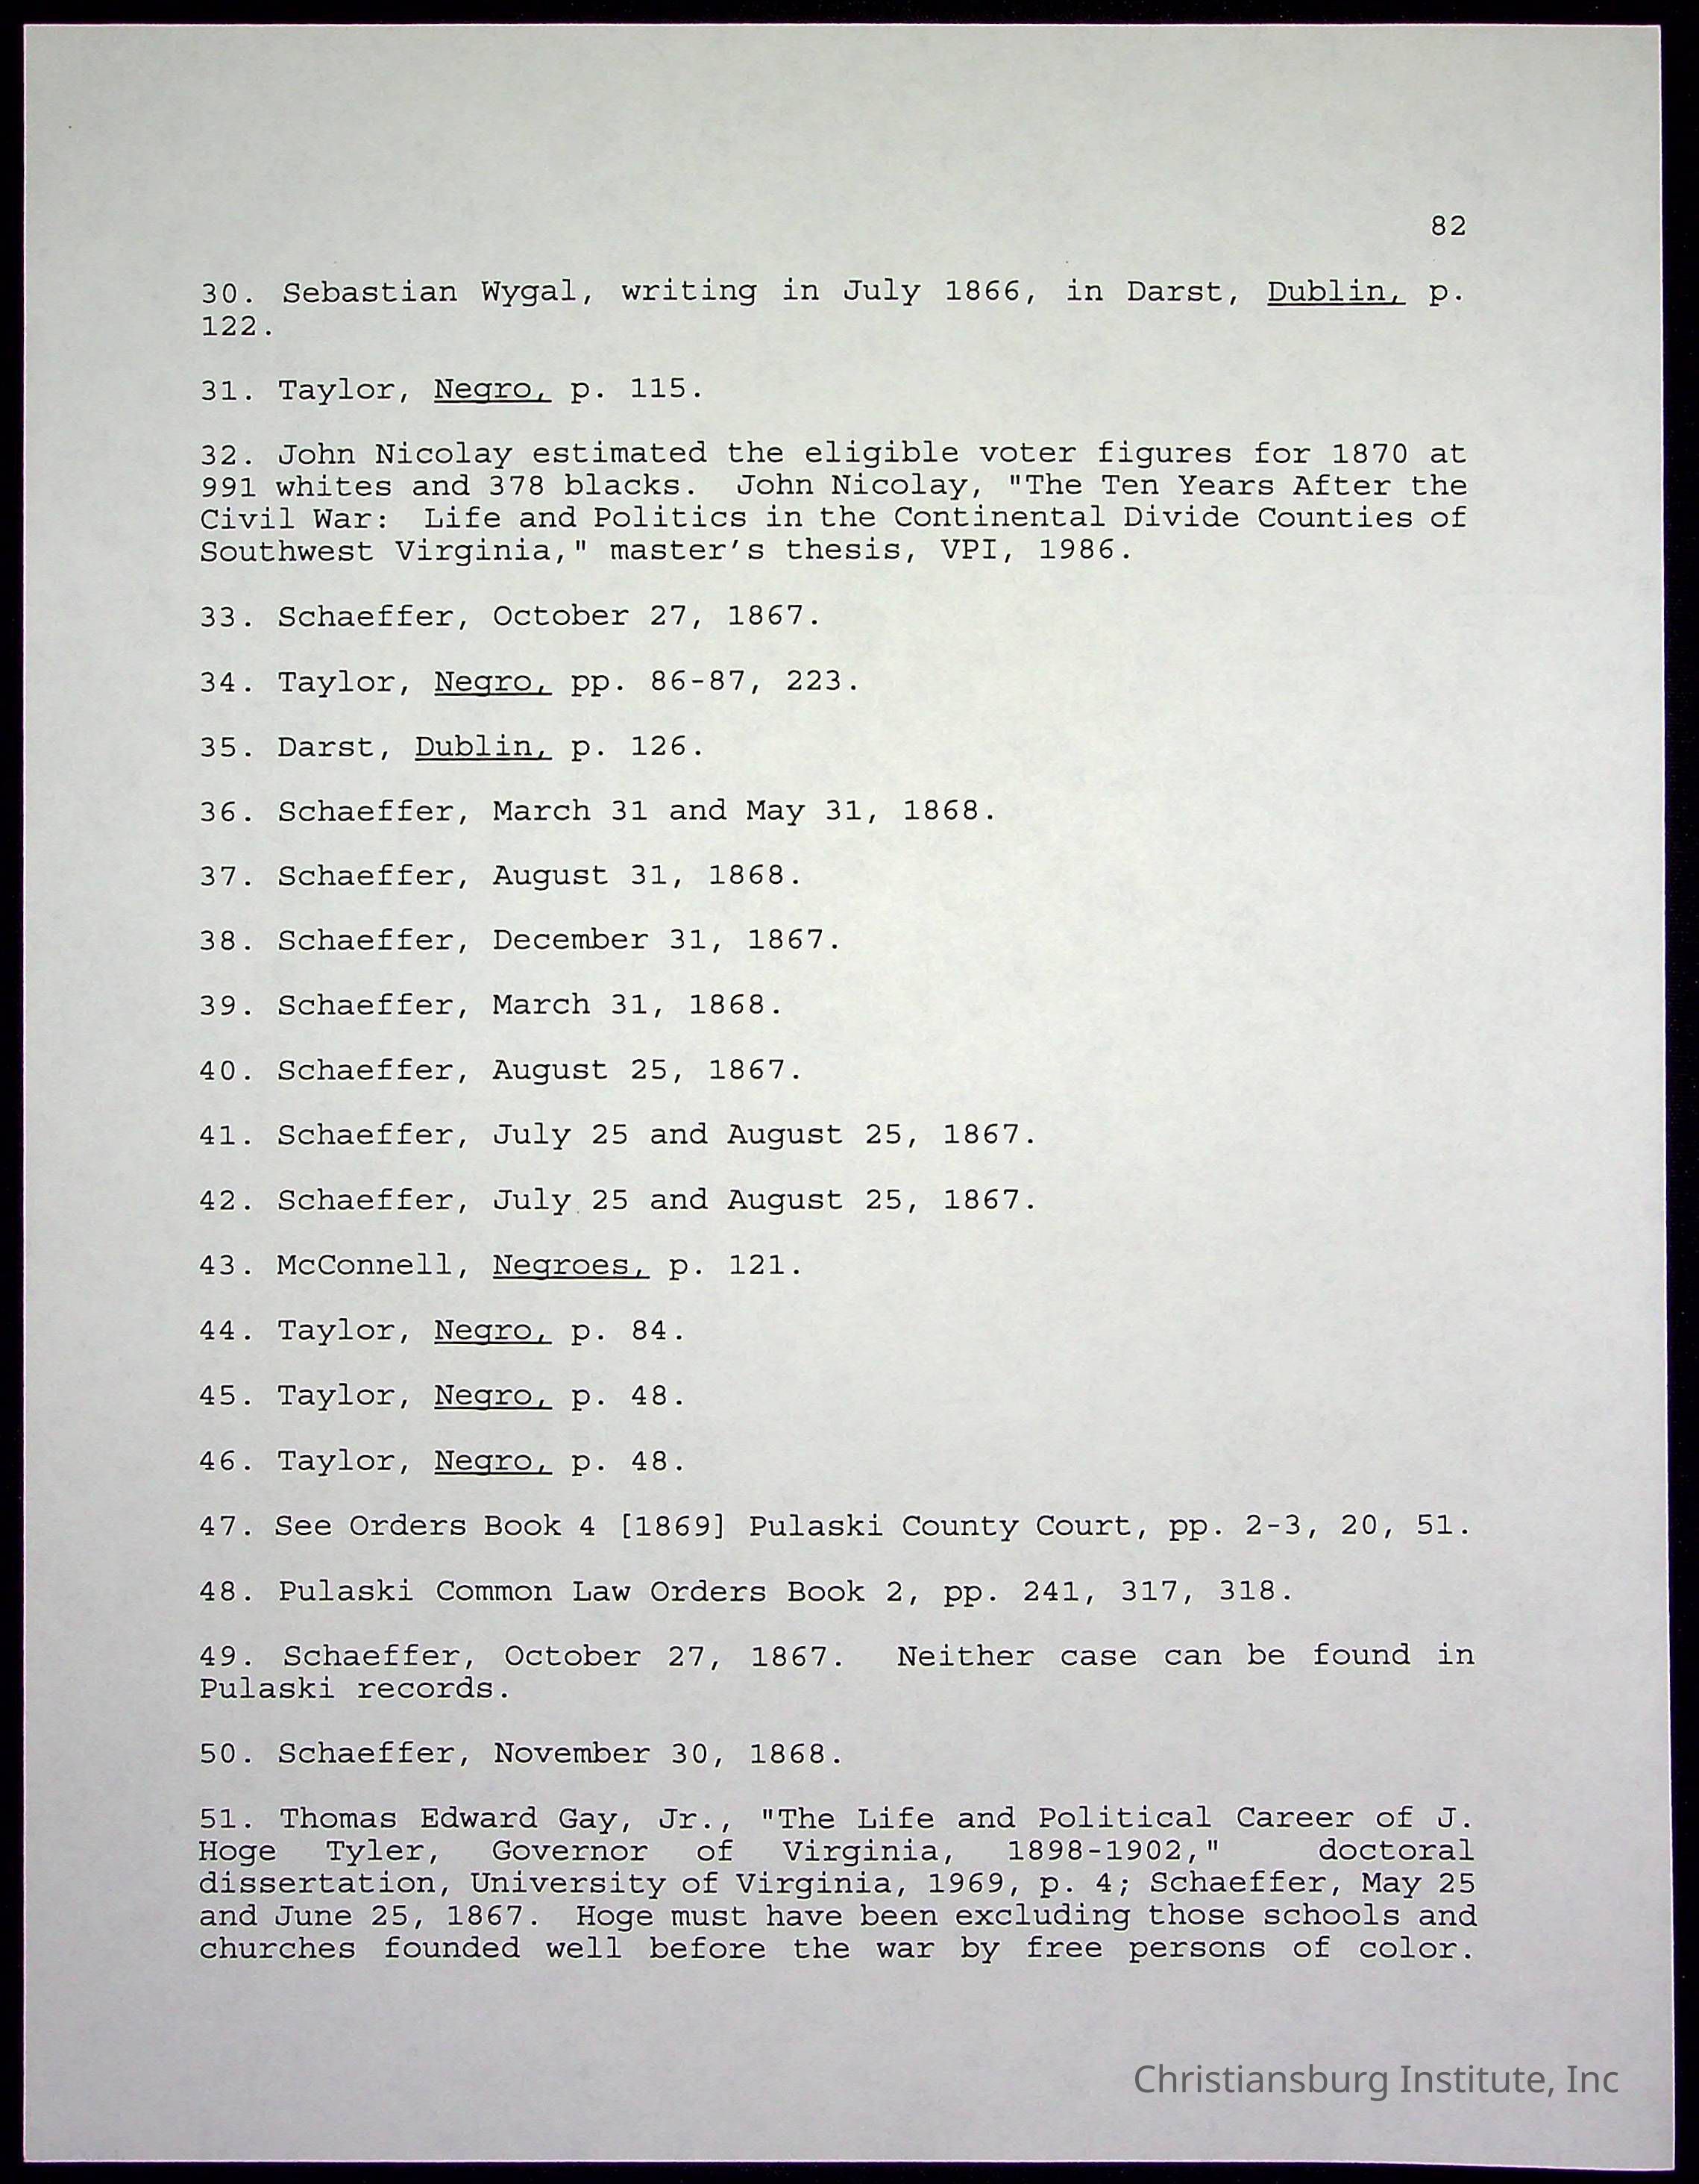 82
30. Sebastian Wygal, writing in July 1866, in Darst, Dublin, p.
122.
31. Taylor, Negro, p. 115.
32. John Nicolay estimated the eligible voter figures for 1870 at
991 whites and 378 blacks. John Nicolay, "The Ten Years After the
Civil War: Life and Politics in the Continental Divide Counties of
Southwest Virginia," master's thesis, VPI, 1986.
33. Schaeffer, October 27, 1867.
34. Taylor, Negro, pp. 86-87, 223.
35. Darst, Dublin, p. 126.
36. Schaeffer, March 31 and May 31, 1868.
37. Schaeffer, August 31, 1868.
38. Schaeffer, December 31, 1867.
39. Schaeffer, March 31, 1868.
40. Schaeffer, August 25, 1867.
41. Schaeffer, July 25 and August 25, 1867.
42. Schaeffer, July 25 and August 25, 1867.
43. McConnell, Negroes, p. 121.
44. Taylor, Negro, p. 84.
45. Taylor, Negro, p. 48.
46. Taylor, Negro, p. 48.
47. See Orders Book 4 [1869] Pulaski County Court, pp. 2-3, 20, 51.
48. Pulaski Common Law Orders Book 2, pp. 241, 317, 318.
49. Schaeffer, October 27, 1867. Neither case can be found in
Pulaski records.
50. Schaeffer, November 30, 1868.
51. Thomas Edward Gay, Jr., "The Life and Political Career of J.
Hoge Tyler, Governor of Virginia, 1898-1902," doctoral
dissertation, University of Virginia, 1969, p. 4; Schaeffer, May 25
and June 25, 1867. Hoge must have been excluding those schools and
churches founded well before the war by free persons of color.
Christiansburg Institute, Inc